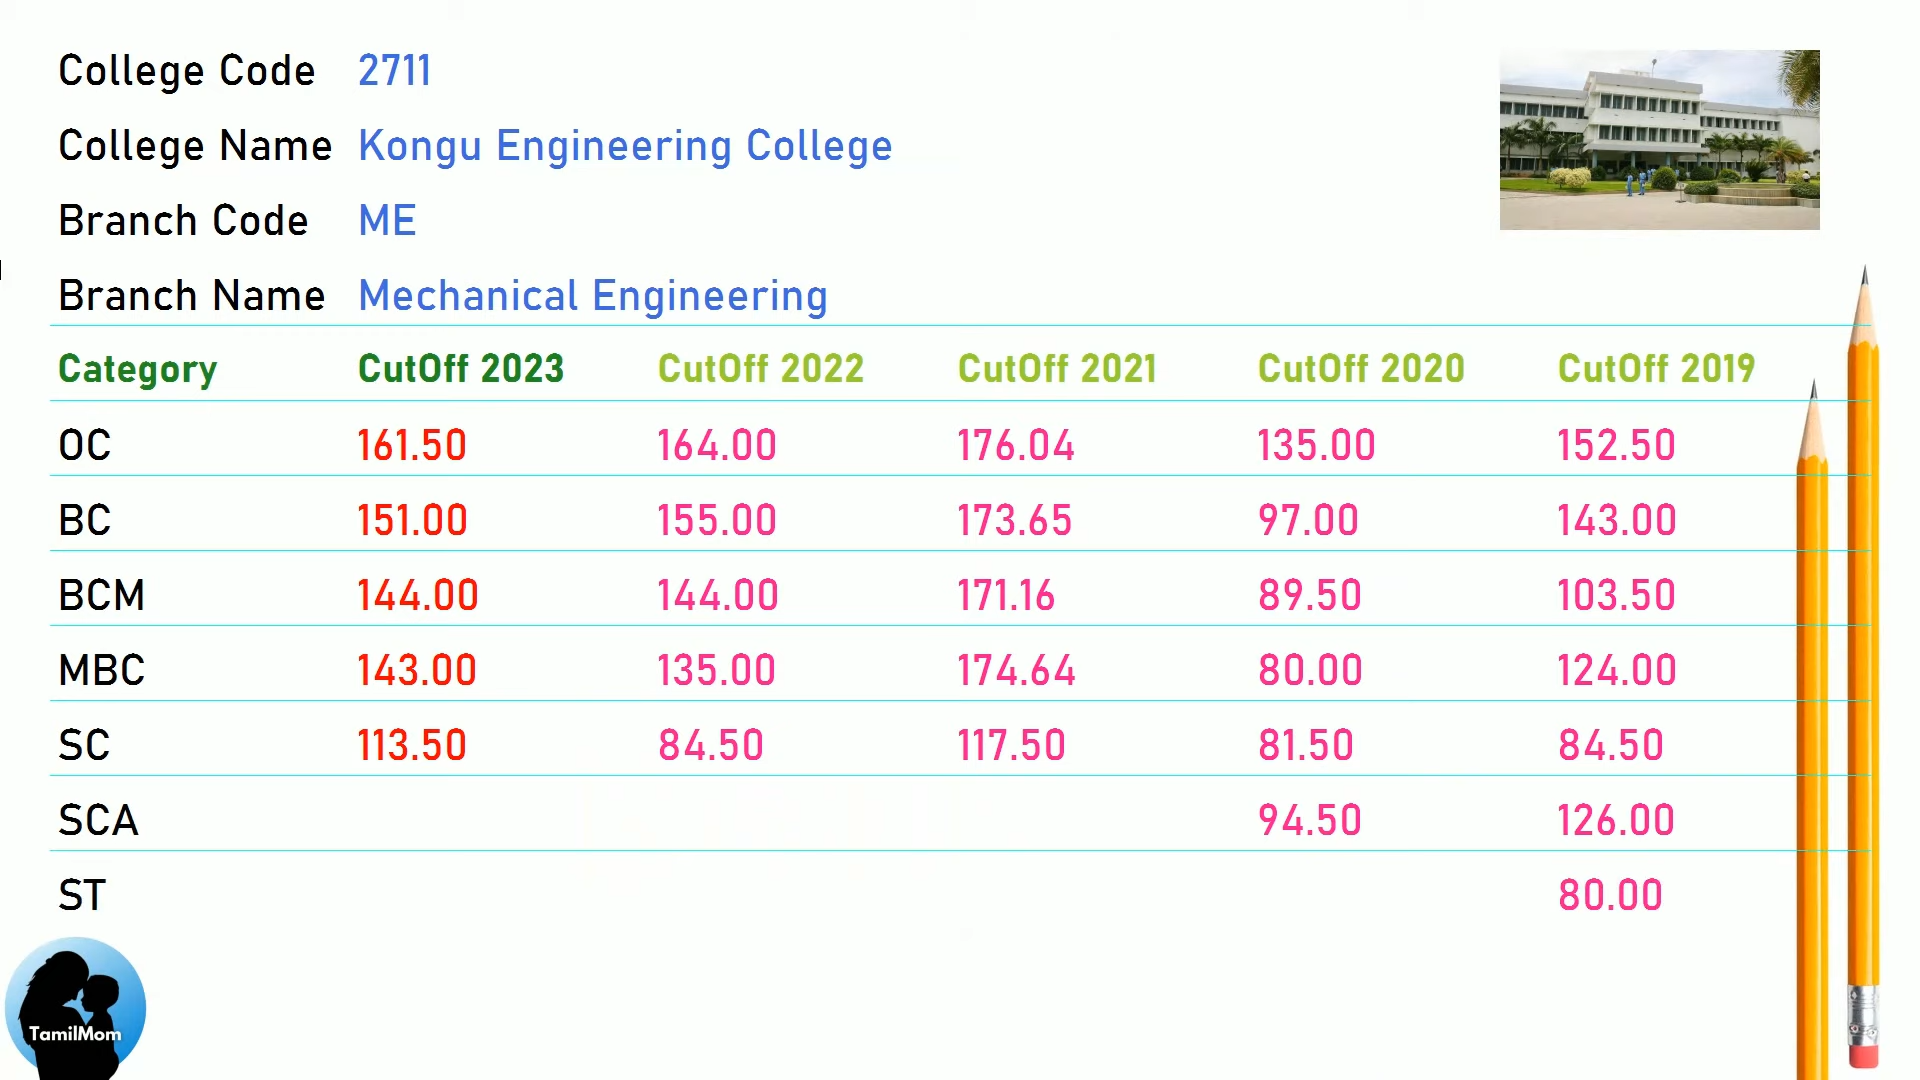 College Code 2711
College Name Kongu Engineering College
Branch Code ME
Branch Name Mechanical Engineering
Category CutOff 2023 CutOff 2022 CutOff 2021 CutOff 2020 CutOff 2019
OC 161.50 164.00 176.04 135.00 152.50
BC 151.00 155.00 173.65 97.00 143.00
BCM 144.00 144.00 171.16 89.50 103.50
MBC 143.00 135.00 174.64 80.00 124.00
SC 113.50 84.50 117.50 81.50 84.50
SCA 94.50 126.00
ST 80.00
TamilMom